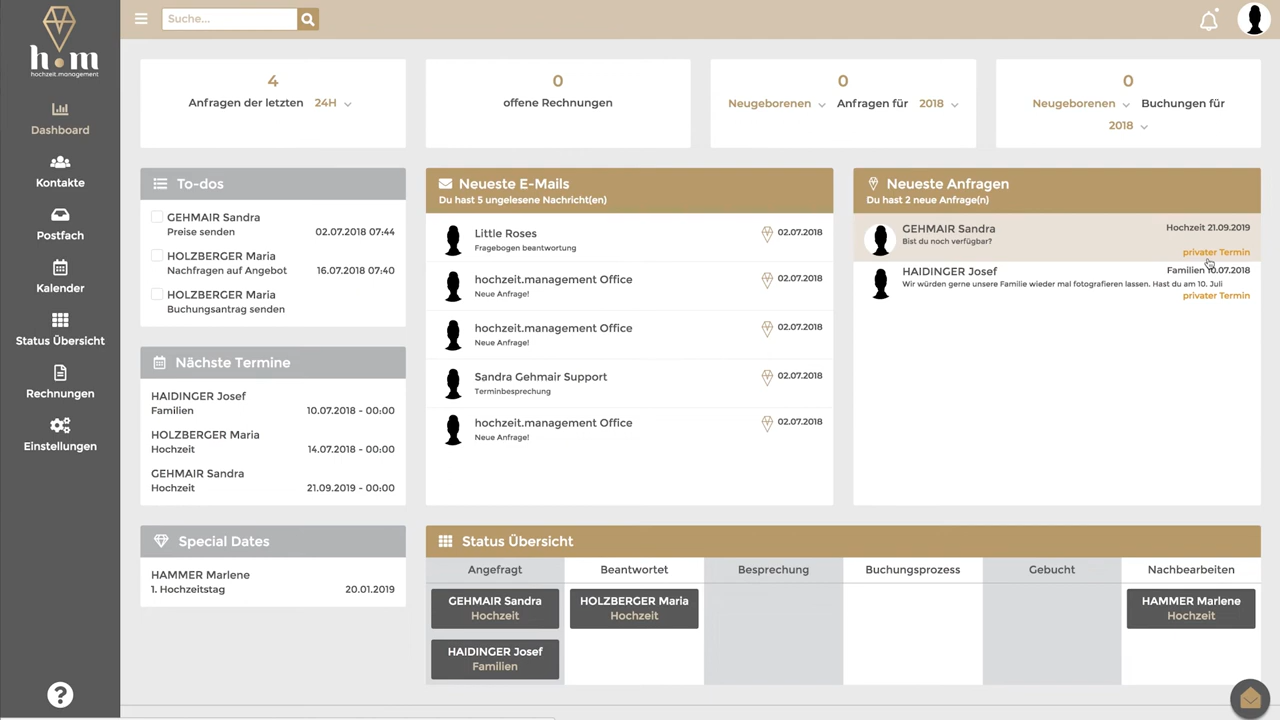 h.m
hochzeit.management
Dashboard
Kontakte
Postfach
Kalender
Status Übersicht
Rechnungen
Einstellungen
?
Suche...
4
Anfragen der letzten 24H
0
offene Rechnungen
0
Neugeborenen Anfragen für 2018
0
Neugeborenen Buchungen für
2018
To-dos
GEHMAIR Sandra
Preise senden 02.07.2018 07:44
HOLZBERGER Maria
Nachfragen auf Angebot 16.07.2018 07:40
HOLZBERGER Maria
Buchungsantrag senden
Nächste Termine
HAIDINGER Josef
Familien 10.07.2018 - 00:00
HOLZBERGER Maria
Hochzeit 14.07.2018 - 00:00
GEHMAIR Sandra
Hochzeit 21.09.2019 - 00:00
Special Dates
HAMMER Marlene
1. Hochzeitstag 20.01.2019
Neueste E-Mails
Du hast 5 ungelesene Nachricht(en)
Little Roses 02.07.2018
Fragebogen beantwortung
hochzeit.management Office 02.07.2018
Neue Anfrage!
hochzeit.management Office 02.07.2018
Neue Anfrage!
Sandra Gehmair Support 02.07.2018
Terminbesprechung
hochzeit.management Office 02.07.2018
Neue Anfrage!
Neueste Anfragen
Du hast 2 neue Anfrage(n)
GEHMAIR Sandra Hochzeit 21.09.2019
Bist du noch verfügbar?
privater Termin
HAIDINGER Josef Familien 10.07.2018
Wir würden gerne unsere Familie wieder mal fotografieren lassen. Hast du am 10. Juli
privater Termin
Status Übersicht
Angefragt Beantwortet Besprechung Buchungsprozess Gebucht Nachbearbeiten
GEHMAIR Sandra HOLZBERGER Maria HAMMER Marlene
Hochzeit Hochzeit Hochzeit
HAIDINGER Josef
Familien